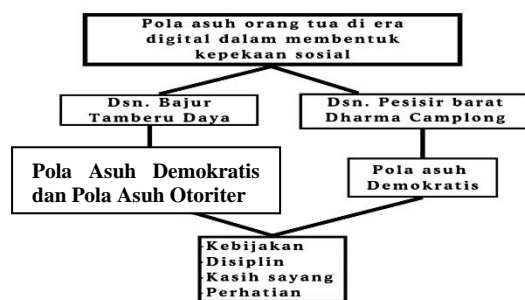 Pola asuh orang tua di era
digital dalam membentuk
kepekaan sosial
Dsn. Bajur
Tamberu Daya
Dsn. Pesisir barat
Dharma Camplong
Pola Asuh Demokratis
dan Pola Asuh Otoriter
Pola asuh
Demokratis
-Kebijakan
-Disiplin
-Kasih sayang
-Perhatian